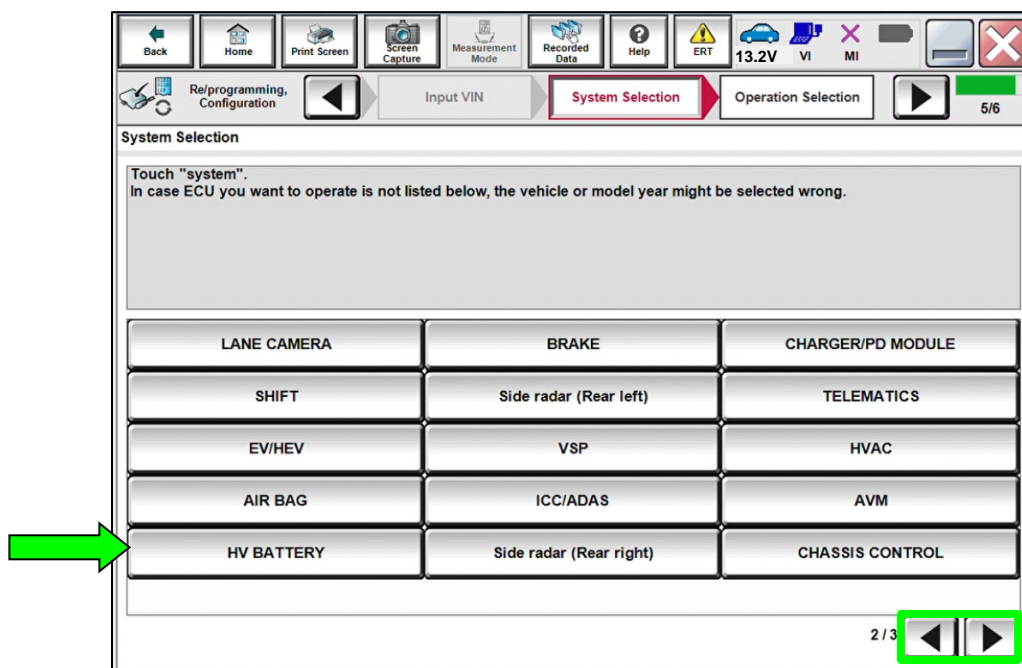 Back
Home
Print Screen
Screen
Capture
Measurement
Mode
Recorded
Data
Help
ERT
13.2V
VI
MI
Re/programming,
Configuration
Input VIN
System Selection
Operation Selection
5/6
System Selection
Touch "system".
In case ECU you want to operate is not listed below, the vehicle or model year might be selected wrong.
LANE CAMERA
BRAKE
CHARGER/PD MODULE
SHIFT
Side radar (Rear left)
TELEMATICS
EV/HEV
VSP
HVAC
AIR BAG
ICC/ADAS
AVM
HV BATTERY
Side radar (Rear right)
CHASSIS CONTROL
2 / 3